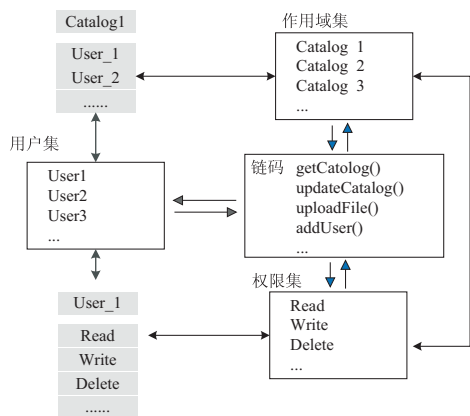 Catalog1
User_1
User_2
......
作用域集
Catalog 1
Catalog 2
Catalog 3
...
用户集
User1
User2
User3
...
链码
getCatolog()
updateCatalog()
uploadFile()
addUser()
...
User_1
Read
Write
Delete
......
权限集
Read
Write
Delete
...